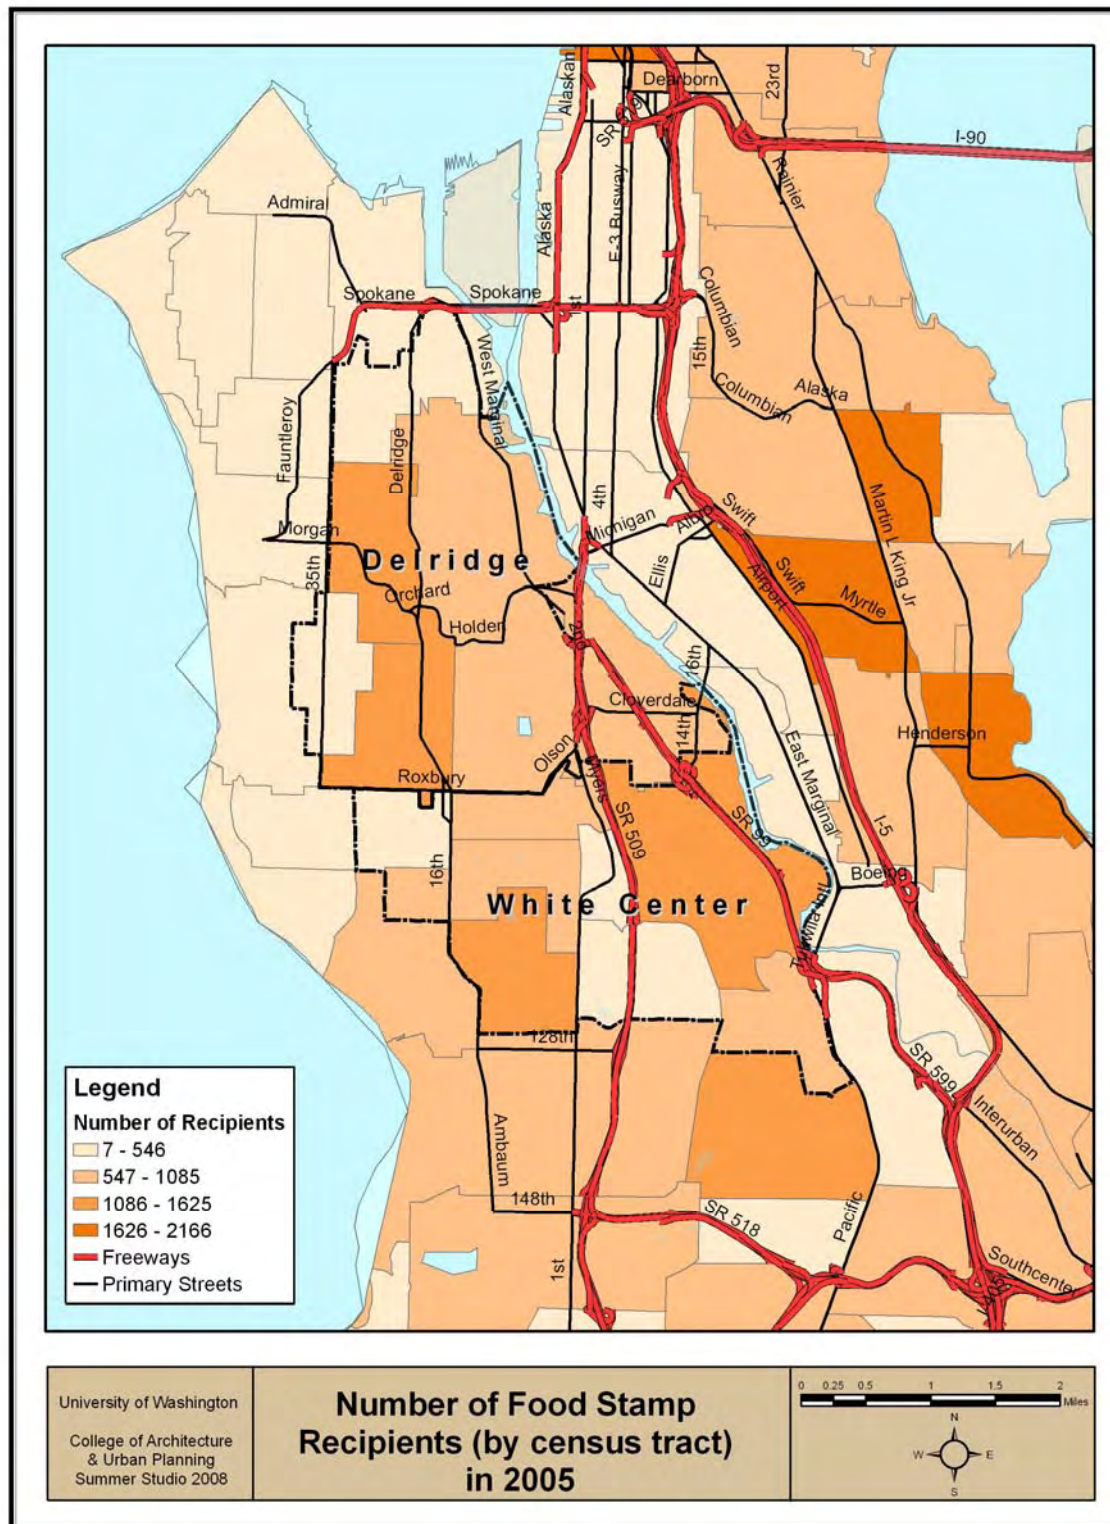 Alaskan
Dearborn
23rd
I-90
Rainier
E-3 Busway
Alaska
Admiral
Spokane
Spokane
1st
Columbian
15th
Columbian
Alaska
West Marginal
Fauntleroy
Delridge
Morgan
4th
Michigan
Albro
Swift
Martin L King Jr
Delridge
35th
Orchard
Ellis
Airport
Swift
Myrtle
Holden
16th
Cloverdale
14th
Henderson
Olson
Myers
East Marginal
Roxbury
SR 509
SR 99
I-5
16th
Boeing
White Center
Tukwila Intl
128th
SR 599
Interurban
Ambaum
148th
SR 518
Pacific
1st
Southcenter
I-405
Legend
Number of Recipients
7 - 546
547 - 1085
1086 - 1625
1626 - 2166
Freeways
Primary Streets
University of Washington
College of Architecture
& Urban Planning
Summer Studio 2008
Number of Food Stamp
Recipients (by census tract)
in 2005
0 0.25 0.5 1 1.5 2
Miles
N
W E
S